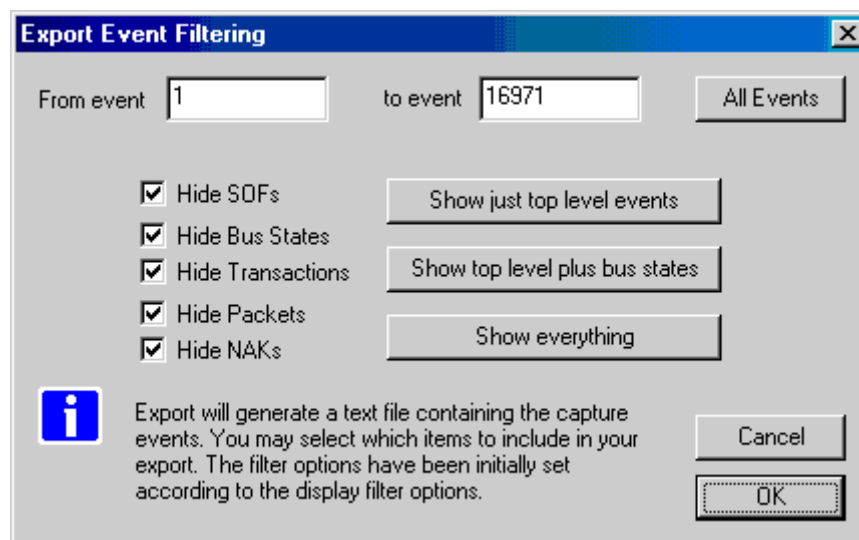 Export Event Filtering
From event 1 to event 16971 All Events
Hide SOFs
Show just top level events
Hide Bus States
Hide Transactions
Show top level plus bus states
Hide Packets
Show everything
Hide NAKs
Export will generate a text file containing the capture
events. You may select which items to include in your
export. The filter options have been initially set
according to the display filter options.
Cancel
OK